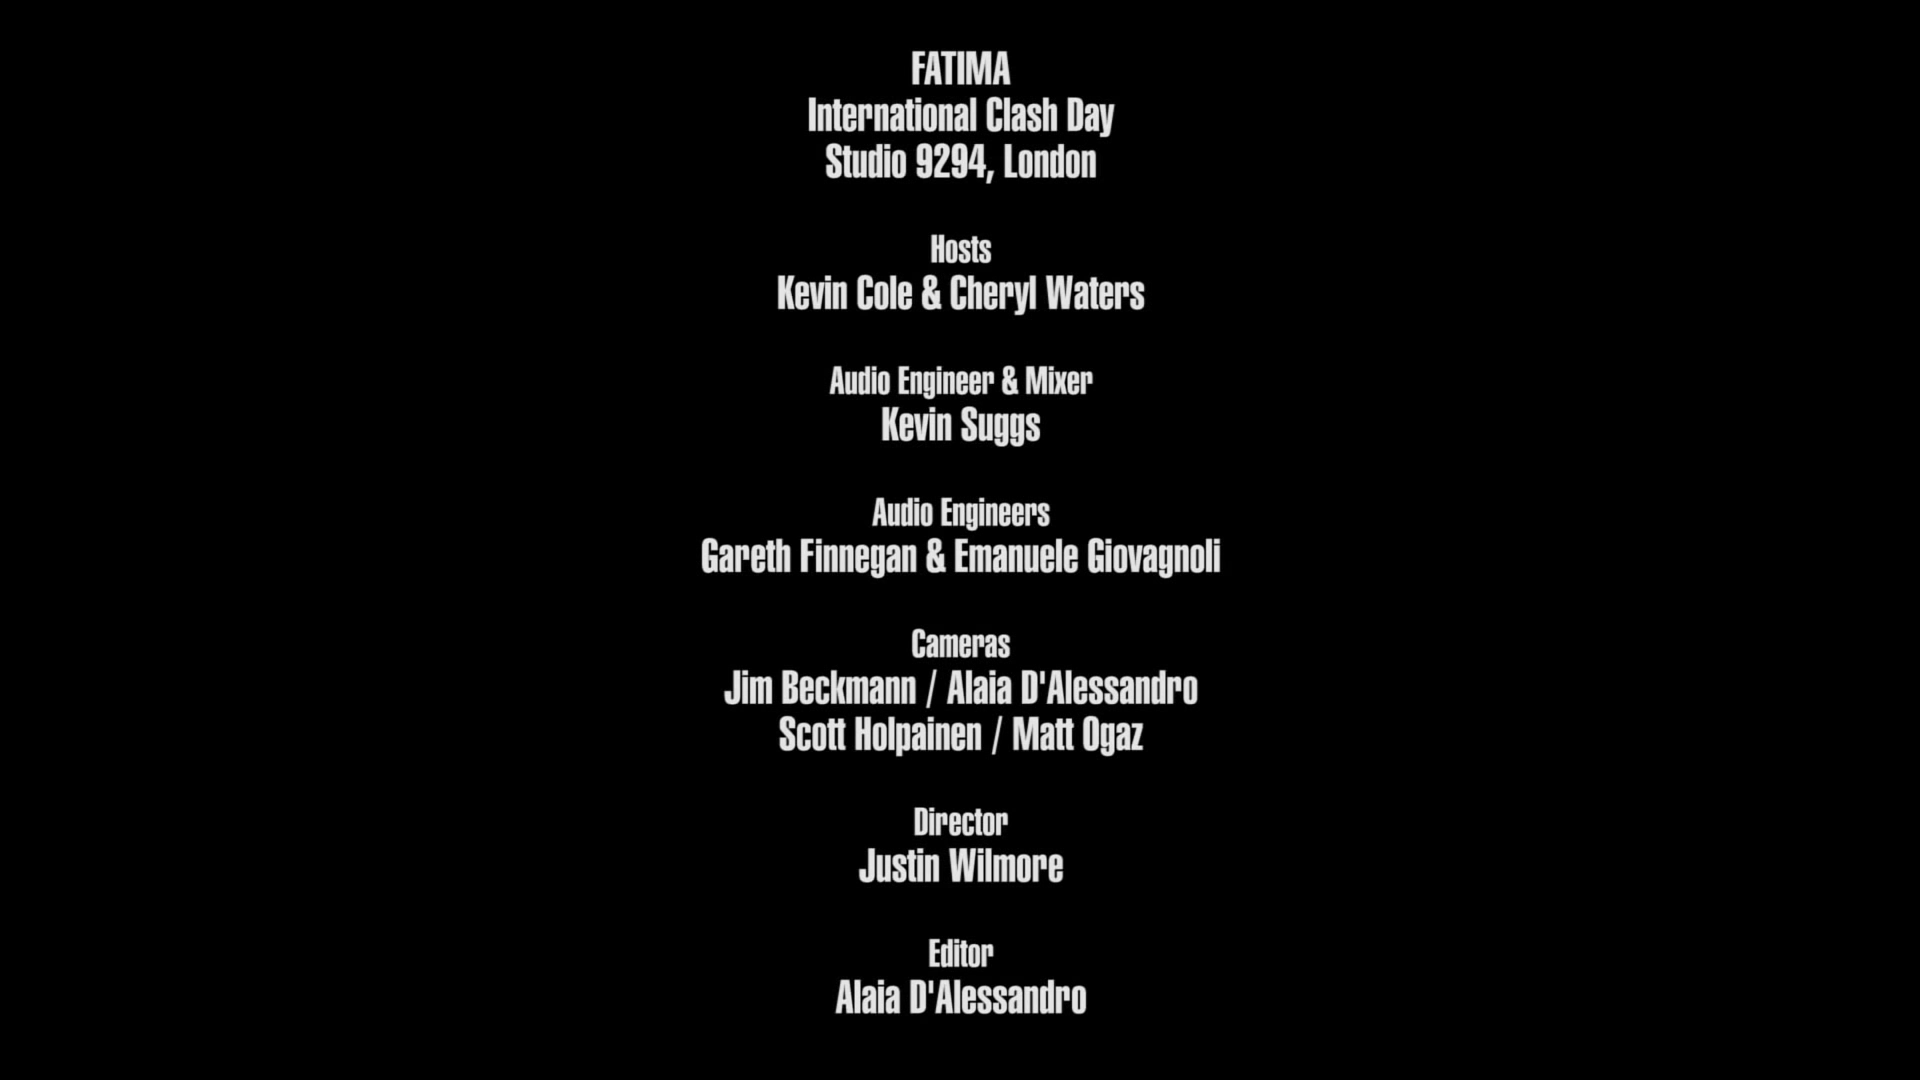 FATIMA
International Clash Day
Studio 9294, London
Hosts
Kevin Cole & Cheryl Waters
Audio Engineer & Mixer
Kevin Suggs
Audio Engineers
Gareth Finnegan & Emanuele Giovagnoli
Cameras
Jim Beckmann / Alaia D'Alessandro
Scott Holpainen / Matt Ogaz
Director
Justin Wilmore
Editor
Alaia D'Alessandro